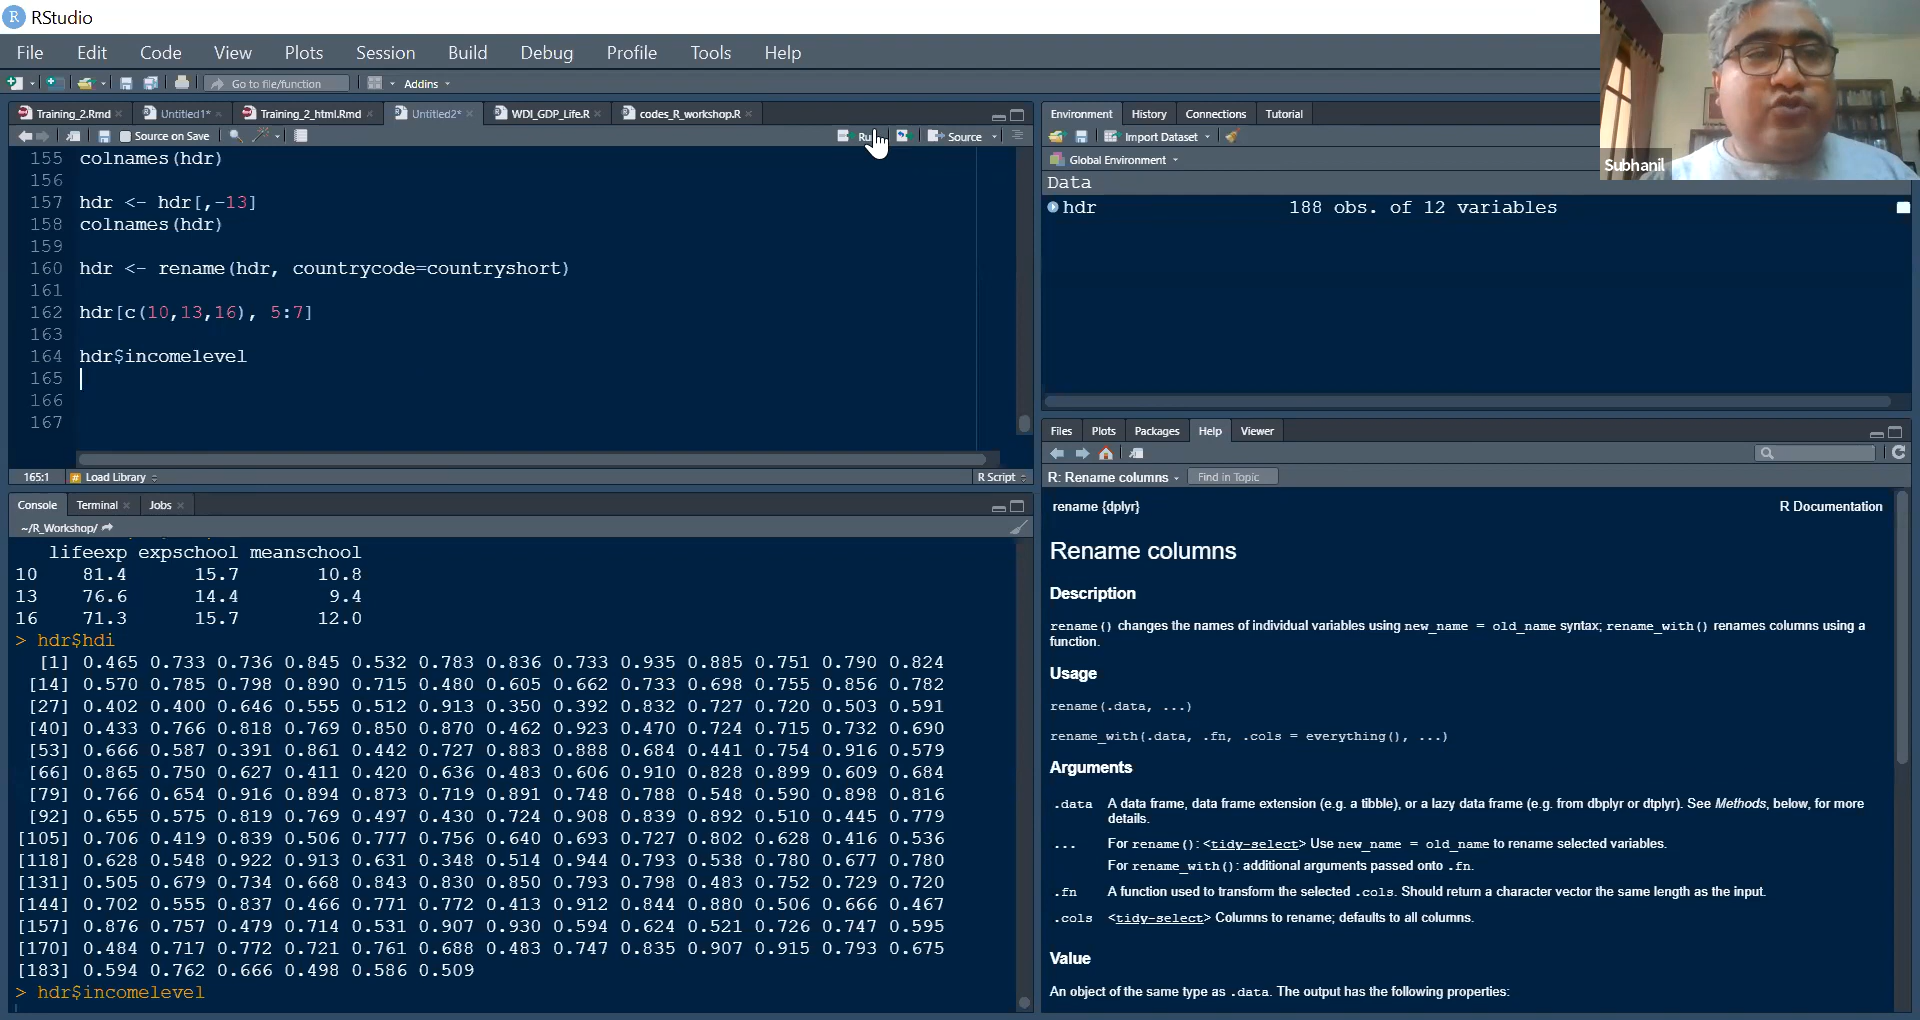 RStudio
File Edit Code View Plots Session Build Debug Profile Tools Help
Go to file/function Addins
Training_2.Rmd Untitled1* Training_2_html.Rmd Untitled2* WDI_GDP_Life.R codes_R_workshop.R
Source on Save Source
155 colnames(hdr)
156
157 hdr <- hdr[,-13]
158 colnames(hdr)
159
160 hdr <- rename(hdr, countrycode=countryshort)
161
162 hdr[c(10,13,16), 5:7]
163
164 hdr$incomelevel
165
166
167
165:1 # Load Library R Script
Console Terminal Jobs
~/R_Workshop/
lifeexp expschool meanschool
10 81.4 15.7 10.8
13 76.6 14.4 9.4
16 71.3 15.7 12.0
> hdr$hdi
[1] 0.465 0.733 0.736 0.845 0.532 0.783 0.836 0.733 0.935 0.885 0.751 0.790 0.824
[14] 0.570 0.785 0.798 0.890 0.715 0.480 0.605 0.662 0.733 0.698 0.755 0.856 0.782
[27] 0.402 0.400 0.646 0.555 0.512 0.913 0.350 0.392 0.832 0.727 0.720 0.503 0.591
[40] 0.433 0.766 0.818 0.769 0.850 0.870 0.462 0.923 0.470 0.724 0.715 0.732 0.690
[53] 0.666 0.587 0.391 0.861 0.442 0.727 0.883 0.888 0.684 0.441 0.754 0.916 0.579
[66] 0.865 0.750 0.627 0.411 0.420 0.636 0.483 0.606 0.910 0.828 0.899 0.609 0.684
[79] 0.766 0.654 0.916 0.894 0.873 0.719 0.891 0.748 0.788 0.548 0.590 0.898 0.816
[92] 0.655 0.575 0.819 0.769 0.497 0.430 0.724 0.908 0.839 0.892 0.510 0.445 0.779
[105] 0.706 0.419 0.839 0.506 0.777 0.756 0.640 0.693 0.727 0.802 0.628 0.416 0.536
[118] 0.628 0.548 0.922 0.913 0.631 0.348 0.514 0.944 0.793 0.538 0.780 0.677 0.780
[131] 0.505 0.679 0.734 0.668 0.843 0.830 0.850 0.793 0.798 0.483 0.752 0.729 0.720
[144] 0.702 0.555 0.837 0.466 0.771 0.772 0.413 0.912 0.844 0.880 0.506 0.666 0.467
[157] 0.876 0.757 0.479 0.714 0.531 0.907 0.930 0.594 0.624 0.521 0.726 0.747 0.595
[170] 0.484 0.717 0.772 0.721 0.761 0.688 0.483 0.747 0.835 0.907 0.915 0.793 0.675
[183] 0.594 0.762 0.666 0.498 0.586 0.509
> hdr$incomelevel
Environment History Connections Tutorial
Import Dataset
Global Environment
Data
hdr 188 obs. of 12 variables
Subhanil
Files Plots Packages Help Viewer
R: Rename columns Find in Topic
rename {dplyr} R Documentation
Rename columns
Description
rename() changes the names of individual variables using new_name = old_name syntax; rename_with() renames columns using a
function.
Usage
rename(.data, ...)
rename_with(.data, .fn, .cols = everything(), ...)
Arguments
.data A data frame, data frame extension (e.g. a tibble), or a lazy data frame (e.g. from dbplyr or dtplyr). See Methods, below, for more
details.
... For rename(): <tidy-select> Use new_name = old_name to rename selected variables.
For rename_with(): additional arguments passed onto .fn.
.fn A function used to transform the selected .cols. Should return a character vector the same length as the input.
.cols <tidy-select> Columns to rename; defaults to all columns.
Value
An object of the same type as .data. The output has the following properties: